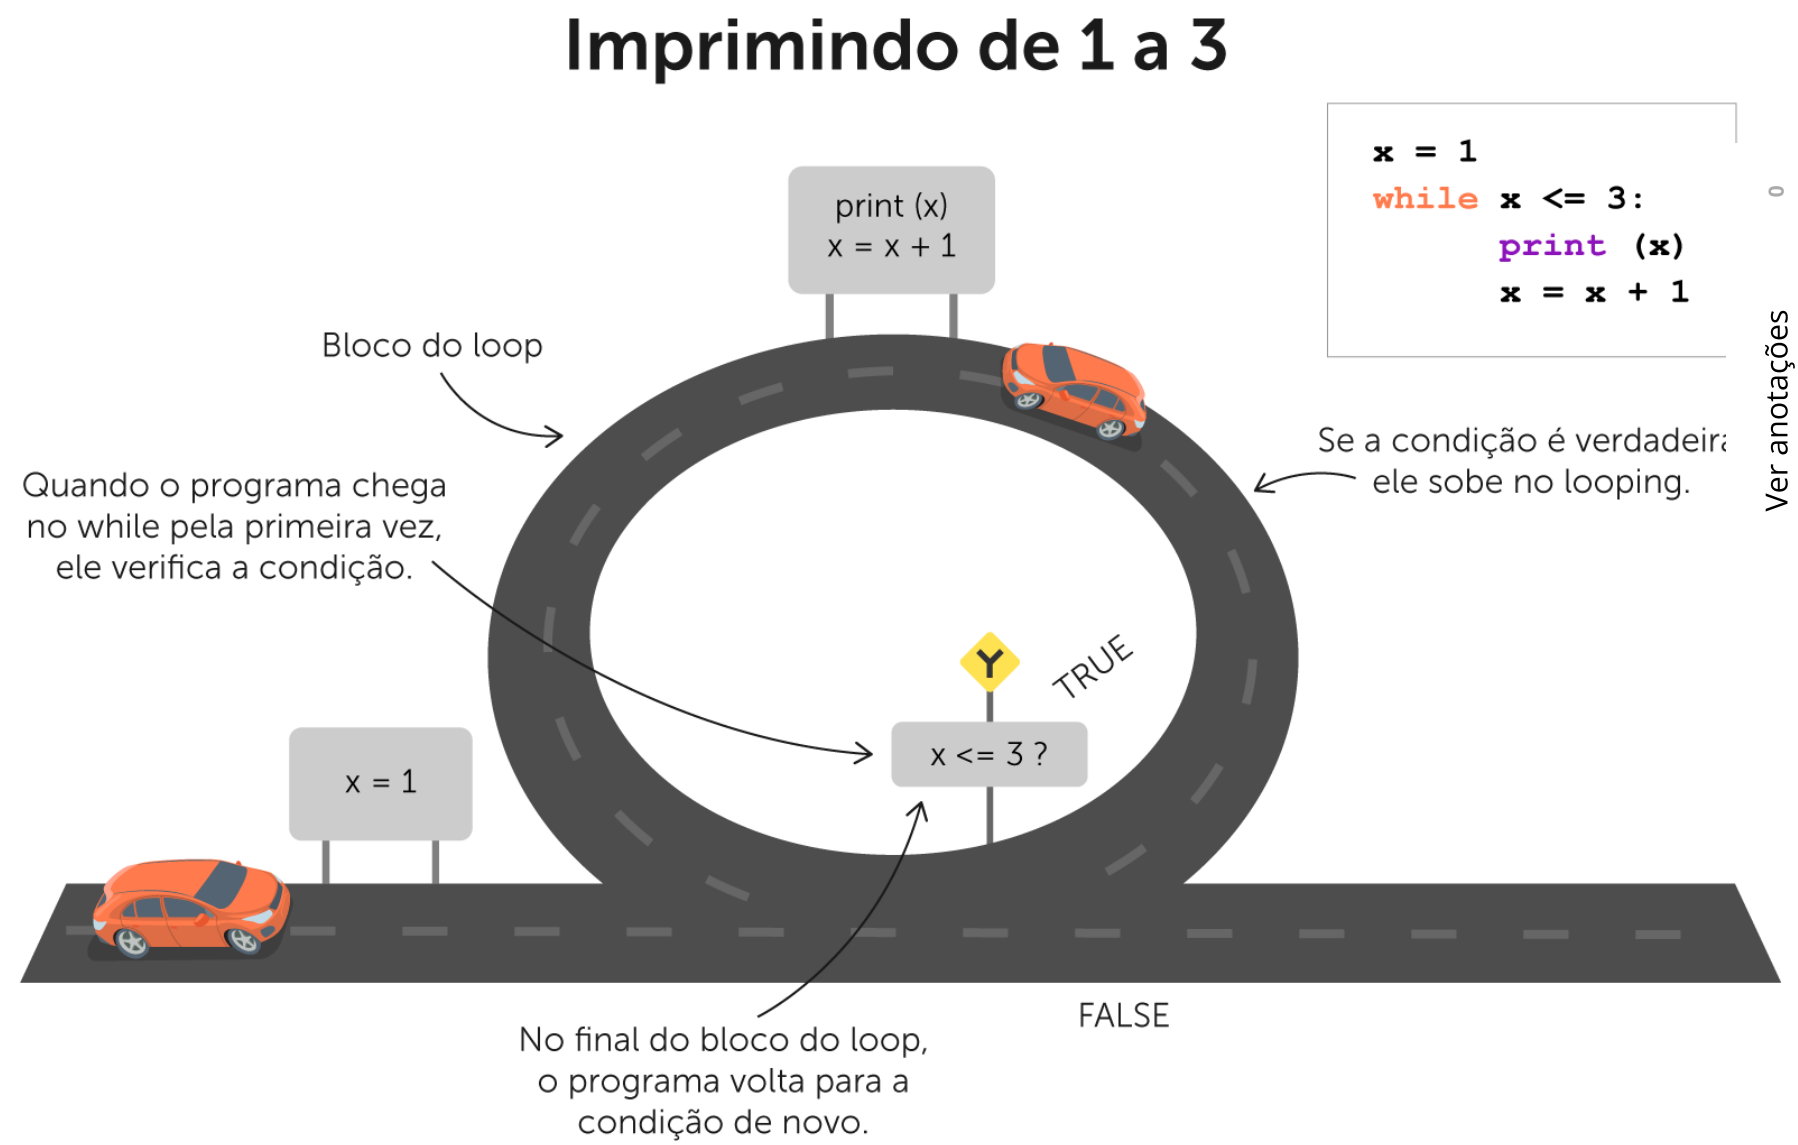 Imprimindo de 1 a 3
x = 1
while x <= 3:
print (x)
x = x + 1
0
Ver anotações
print (x)
x = x + 1
Bloco do loop
Se a condição é verdadeira
ele sobe no looping.
Quando o programa chega
no while pela primeira vez,
ele verifica a condição.
Y
TRUE
x <= 3 ?
x = 1
FALSE
No final do bloco do loop,
o programa volta para a
condição de novo.